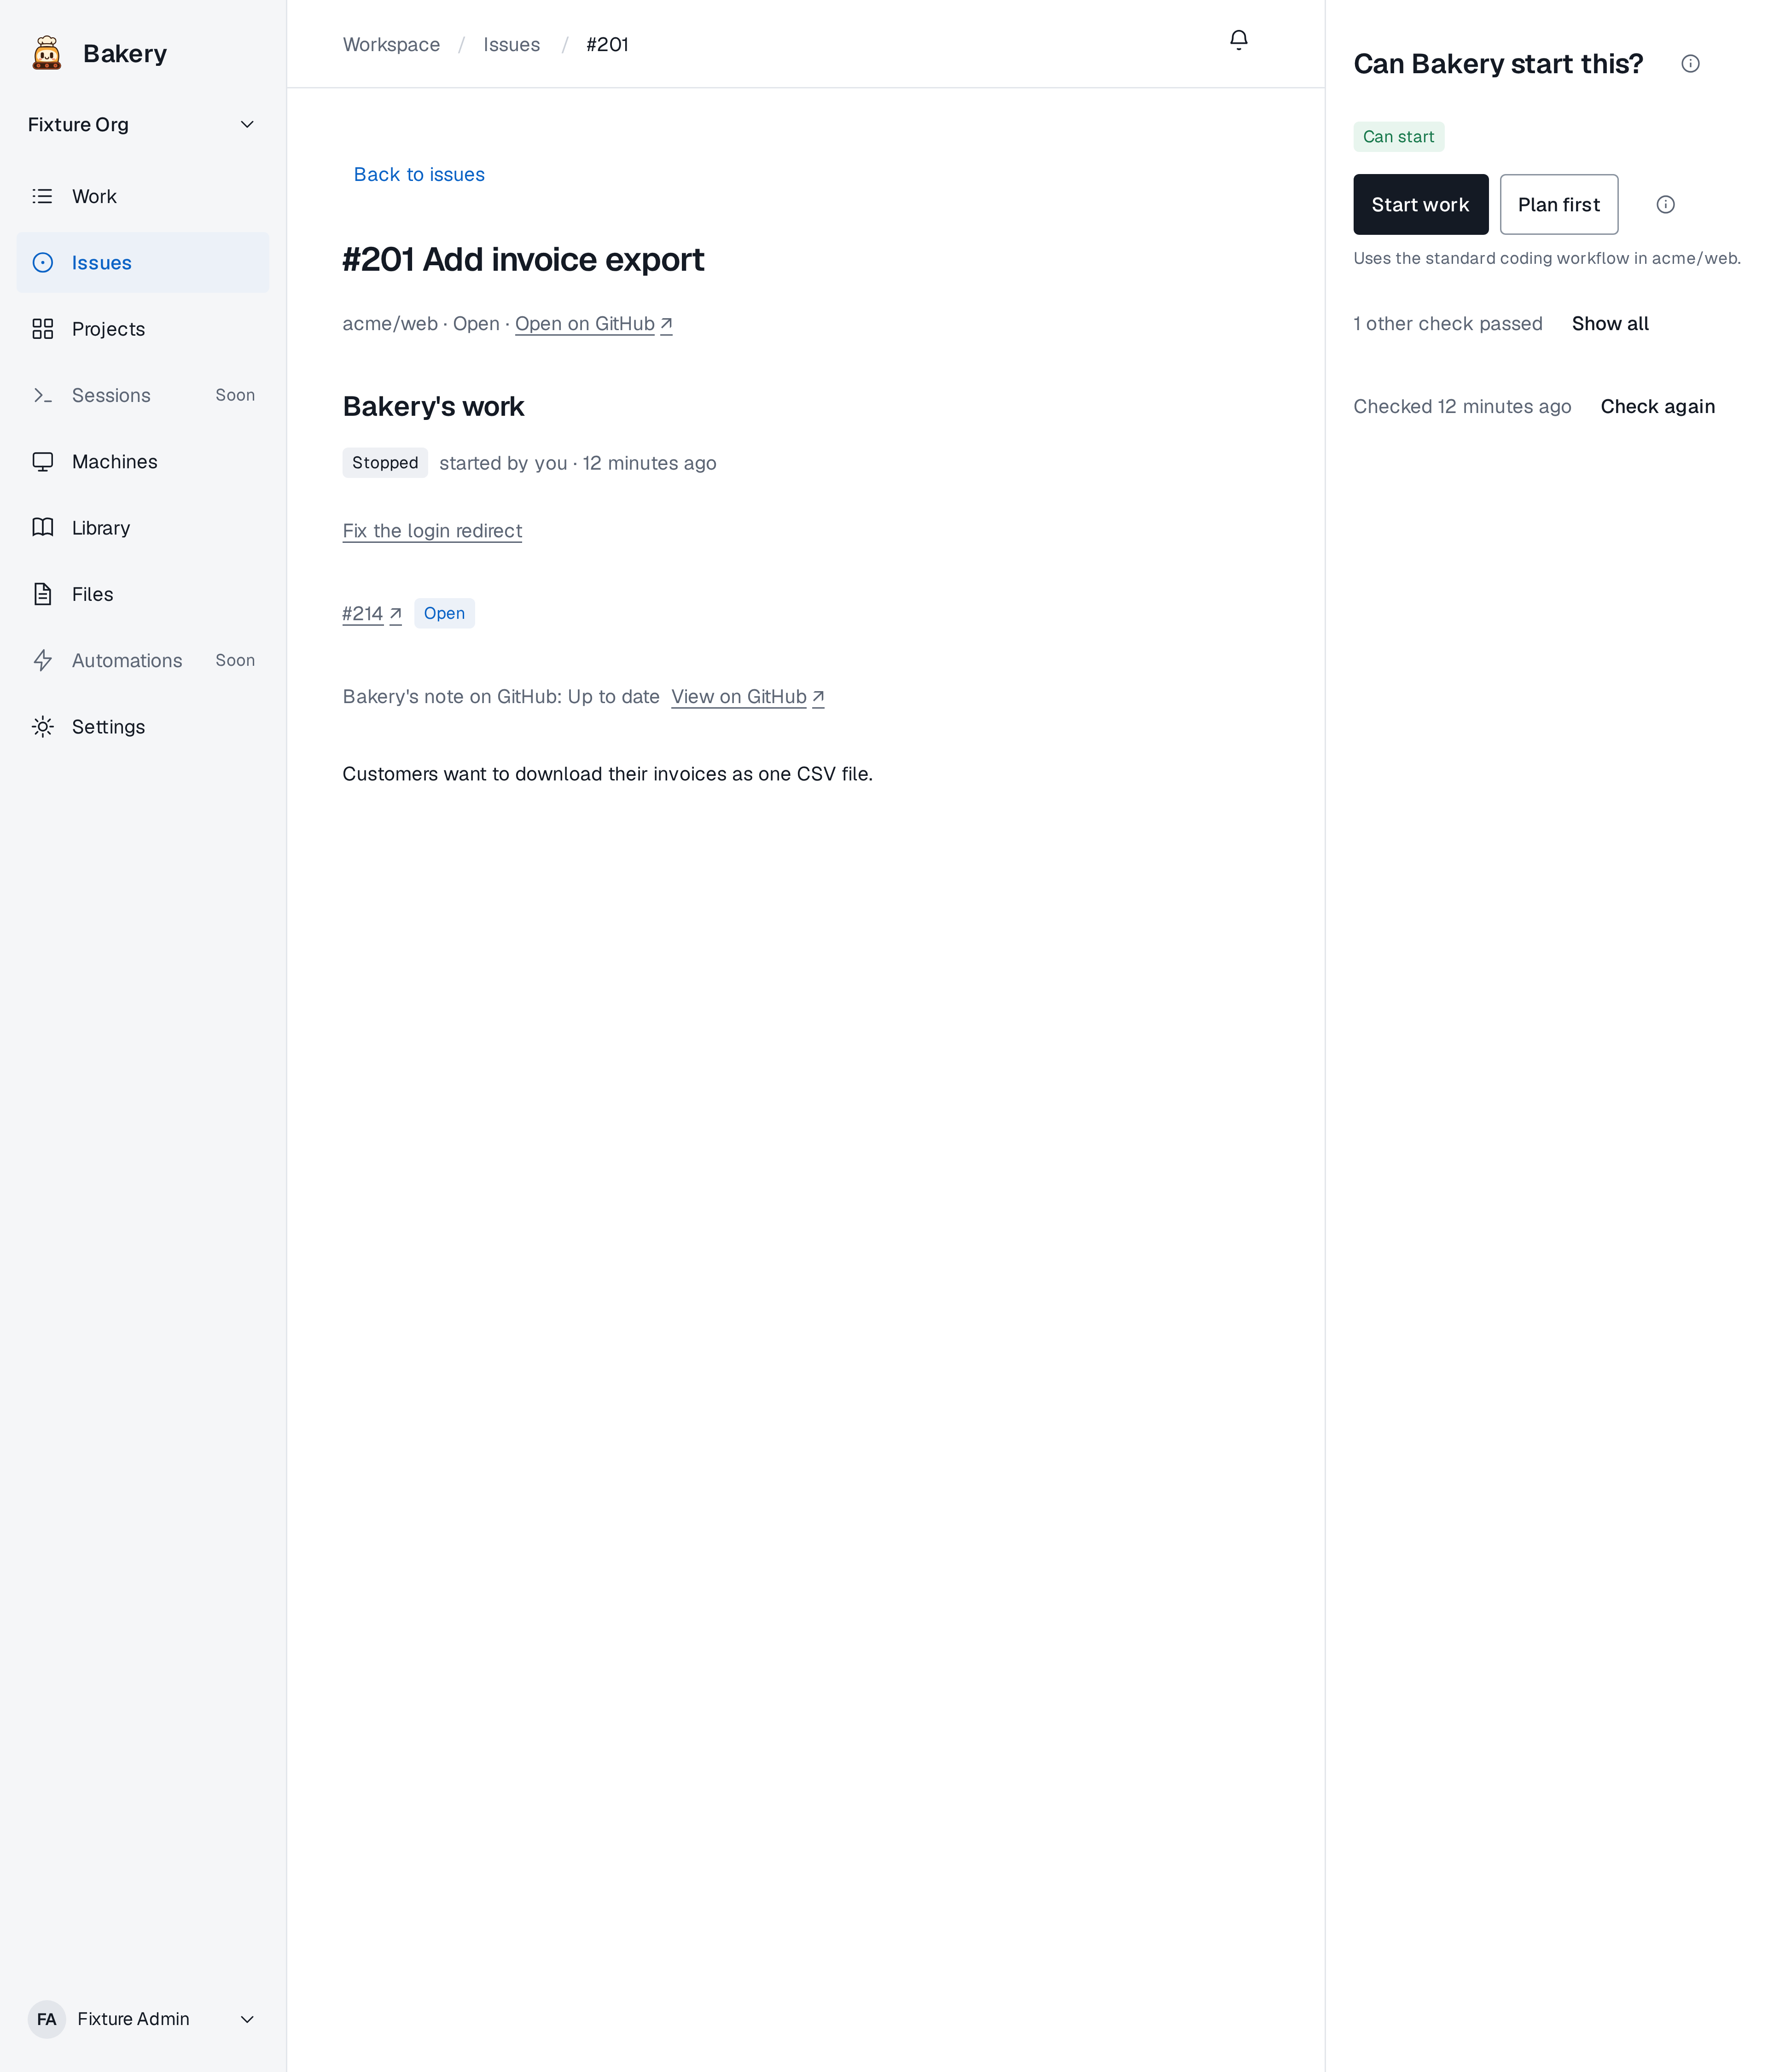 Bakery
Fixture Org
Work
Issues
Projects
Sessions Soon
Machines
Library
Files
Automations Soon
Settings
FA Fixture Admin
Workspace / Issues / #201
Back to issues
#201 Add invoice export
acme/web · Open · Open on GitHub ↗
Bakery's work
Stopped started by you · 12 minutes ago
Fix the login redirect
#214 ↗ Open
Bakery's note on GitHub: Up to date View on GitHub ↗
Customers want to download their invoices as one CSV file.
Can Bakery start this?
Can start
Start work Plan first
Uses the standard coding workflow in acme/web.
1 other check passed Show all
Checked 12 minutes ago Check again